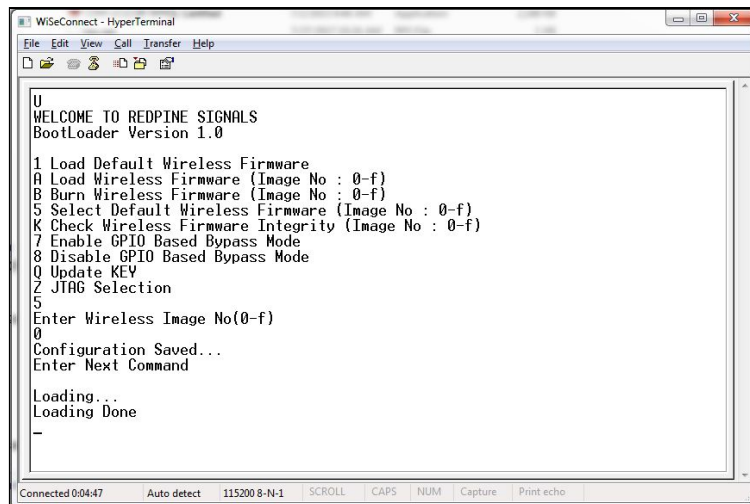 WiSeConnect - HyperTerminal
File Edit View Call Transfer Help
U
WELCOME TO REDPINE SIGNALS
BootLoader Version 1.0
1 Load Default Wireless Firmware
A Load Wireless Firmware (Image No : 0-f)
B Burn Wireless Firmware (Image No : 0-f)
5 Select Default Wireless Firmware (Image No : 0-f)
K Check Wireless Firmware Integrity (Image No : 0-f)
7 Enable GPIO Based Bypass Mode
8 Disable GPIO Based Bypass Mode
Q Update KEY
Z JTAG Selection
5
Enter Wireless Image No(0-f)
0
Configuration Saved...
Enter Next Command
Loading...
Loading Done
Connected 0:04:47 Auto detect 115200 8-N-1 SCROLL CAPS NUM Capture Print echo